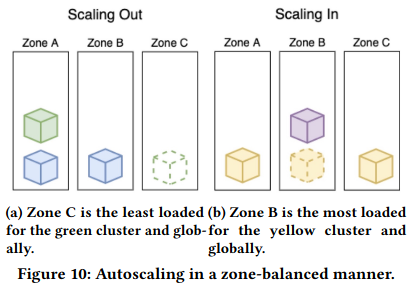 Scaling Out
Scaling In
Zone A
Zone B
Zone C
Zone A
Zone B
Zone C
(a) Zone C is the least loaded
for the green cluster and glob-
ally.
(b) Zone B is the most loaded
for the yellow cluster and
globally.
Figure 10: Autoscaling in a zone-balanced manner.